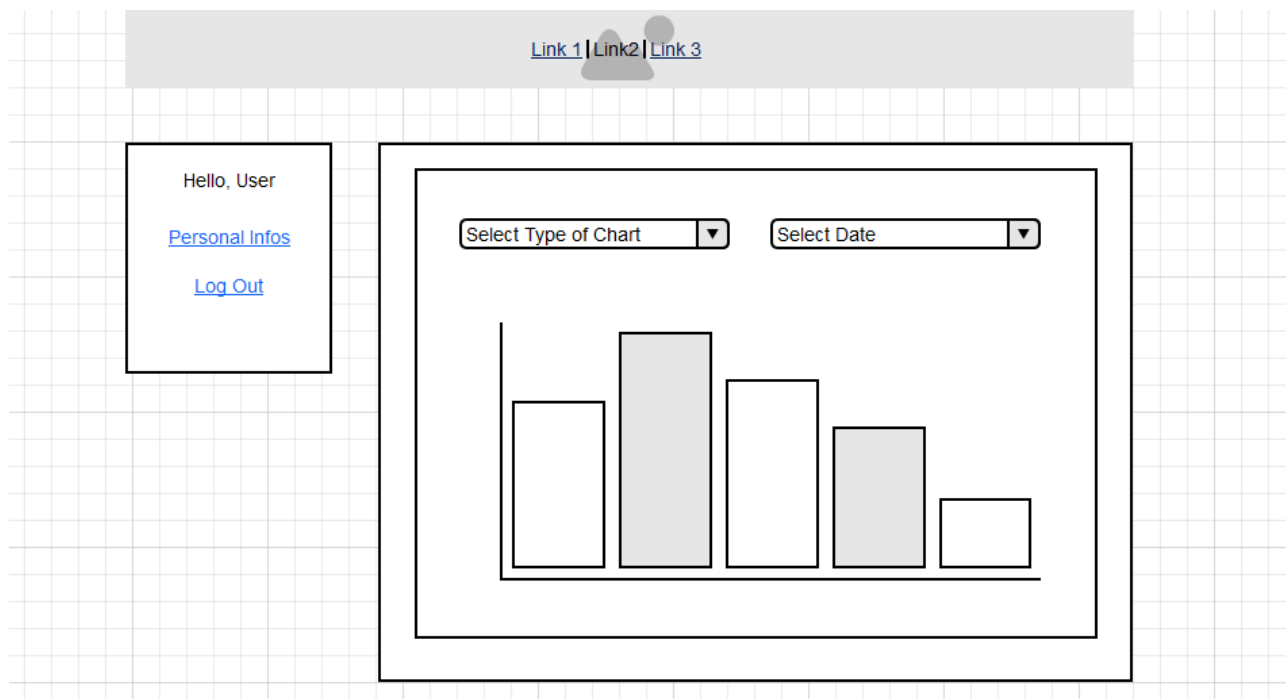 Link 1 | Link2 | Link 3
Hello, User
Personal Infos
Log Out
Select Type of Chart
Select Date